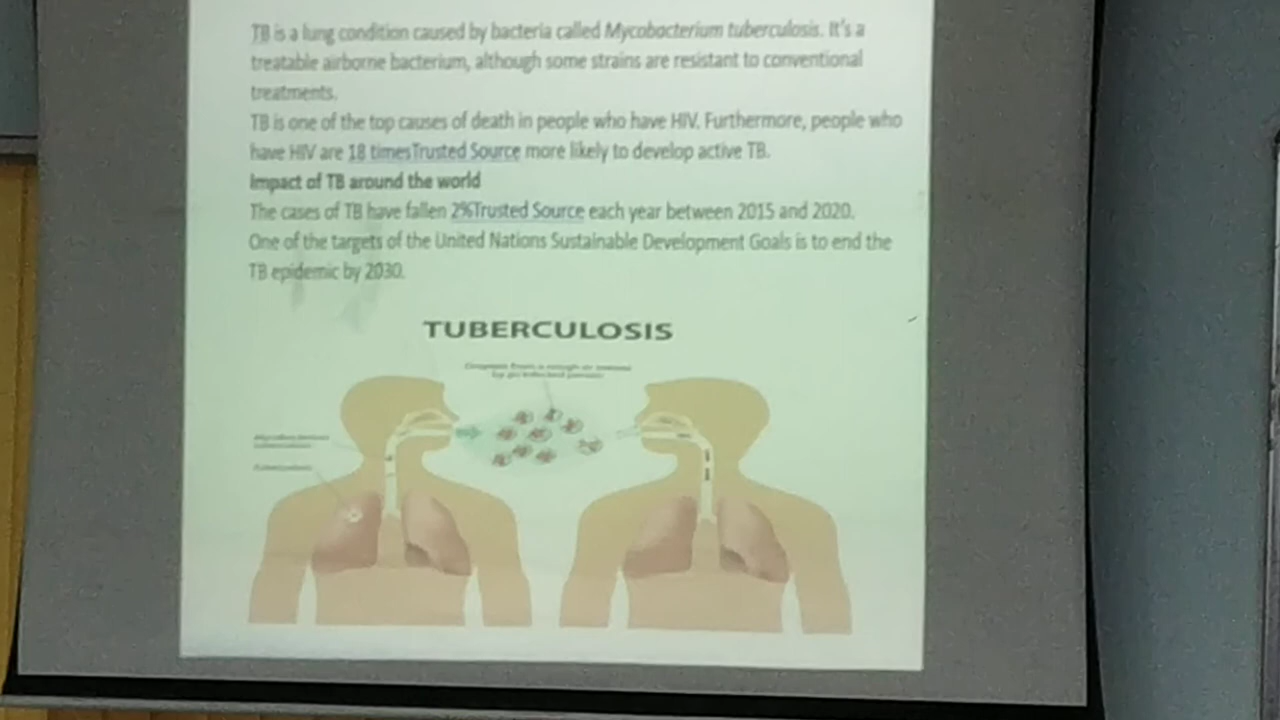 TB is a lung condition caused by bacteria called Mycobacterium tuberculosis. It's a
treatable airborne bacterium, although some strains are resistant to conventional
treatments.
TB is one of the top causes of death in people who have HIV. Furthermore, people who
have HIV are 18 timesTrusted Source more likely to develop active TB.
Impact of TB around the world
The cases of TB have fallen 2%Trusted Source each year between 2015 and 2020.
One of the targets of the United Nations Sustainable Development Goals is to end the
TB epidemic by 2030.
TUBERCULOSIS
by an infected person